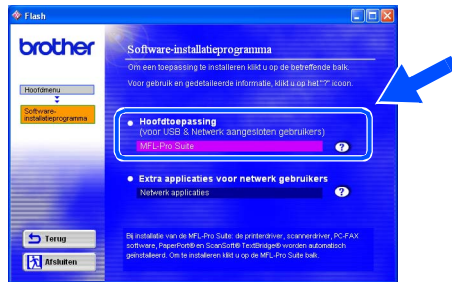 Flash
brother
Software-installatieprogramma
Om een toepassing te installeren klikt u op de betreffende balk.
Voor gebruik en gedetaileerde informatie, klikt u op het "?" icoon.
Hoofdmenu
Software-
installatieprogramma
Hoofdtoepassing
(voor USB & Netwerk aangesloten gebruikers)
MFL-Pro Suite
?
Extra applicaties voor netwerk gebruikers
Netwerk applicaties
?
Bij installatie van de MFL-Pro Suite: de printerdriver, scannerdriver, PC-FAX
software, PaperPort® en ScanSoft® TextBridge® worden automatisch
geïnstalleerd. Om te installeren klikt u op de MFL-Pro Suite balk.
Terug
Afsluiten